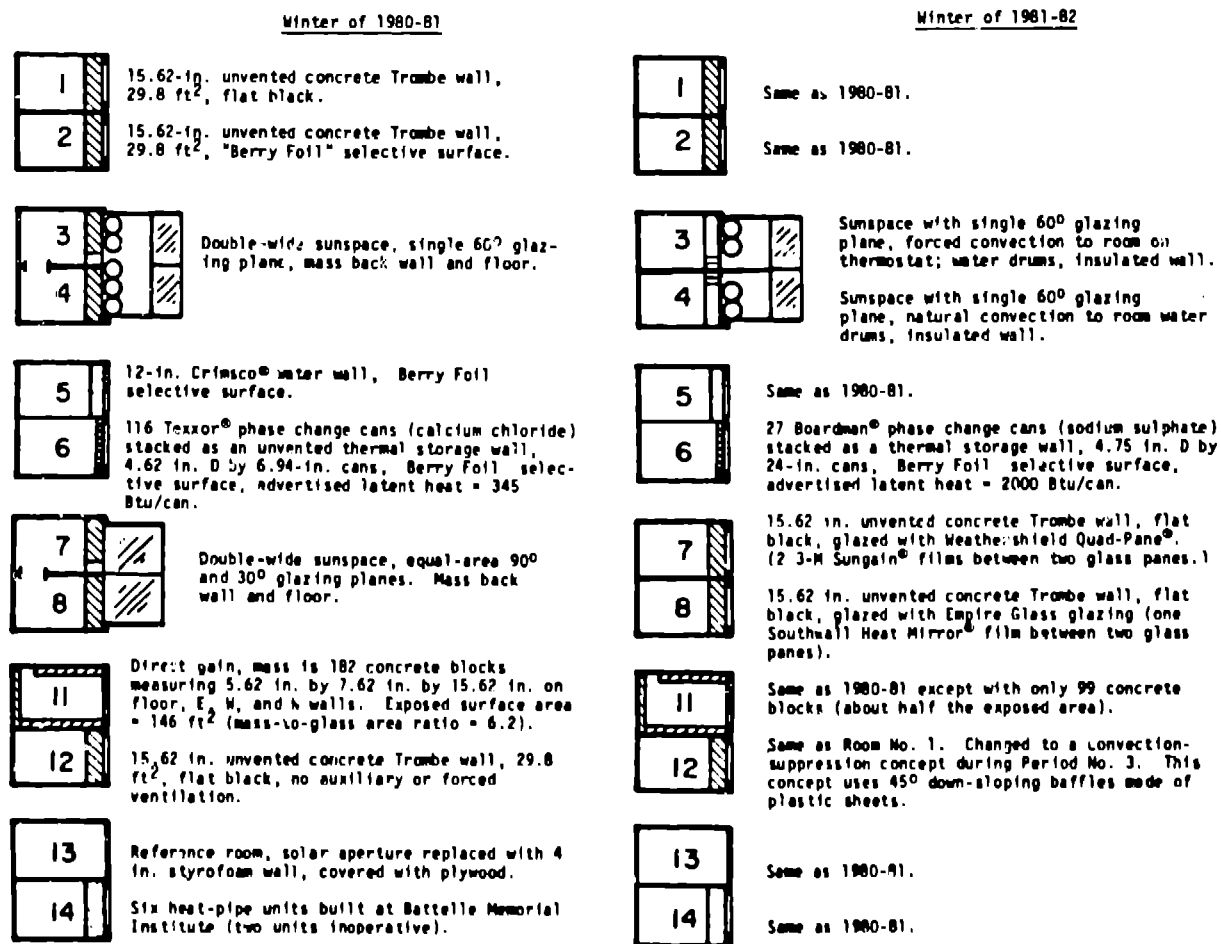 Winter of 1980-81
1
15.62-in. unvented concrete Trombe wall,
29.8 ft², flat black.
2
15.62-in. unvented concrete Trombe wall,
29.8 ft², "Berry Foil" selective surface.
3
4
Double-wide sunspace, single 60⁰ glaz-
ing plane, mass back wall and floor.
5
12-in. Crimsco® water wall, Berry Foil
selective surface.
6
116 Texxor® phase change cans (calcium chloride)
stacked as an unvented thermal storage wall,
4.62 in. D by 6.94-in. cans, Berry Foil selec-
tive surface, advertised latent heat = 345
Btu/can.
7
8
Double-wide sunspace, equal-area 90⁰
and 30⁰ glazing planes. Mass back
wall and floor.
11
Direct gain, mass is 182 concrete blocks
measuring 5.62 in. by 7.62 in. by 15.62 in. on
floor, E, W, and N walls. Exposed surface area
= 146 ft² (mass-to-glass area ratio = 6.2).
12
15.62 in. unvented concrete Trombe wall, 29.8
ft², flat black, no auxiliary or forced
ventilation.
13
Reference room, solar aperture replaced with 4
in. styrofoam wall, covered with plywood.
14
Six heat-pipe units built at Battelle Memorial
Institute (two units inoperative).
Winter of 1981-82
1
Same as 1980-81.
2
Same as 1980-81.
3
Sunspace with single 60⁰ glazing
plane, forced convection to room on
thermostat; water drums, insulated wall.
4
Sunspace with single 60⁰ glazing
plane, natural convection to room water
drums, insulated wall.
5
Same as 1980-81.
6
27 Boardman® phase change cans (sodium sulphate)
stacked as a thermal storage wall, 4.75 in. D by
24-in. cans, Berry Foil selective surface,
advertised latent heat = 2000 Btu/can.
7
15.62 in. unvented concrete Trombe wall, flat
black, glazed with Weathershield Quad-Pane®.
(2 3-M Sungain® films between two glass panes.)
8
15.62 in. unvented concrete Trombe wall, flat
black, glazed with Empire Glass glazing (one
Southwall Heat Mirror® film between two glass
panes).
11
Same as 1980-81 except with only 99 concrete
blocks (about half the exposed area).
12
Same as Room No. 1. Changed to a convection-
suppression concept during Period No. 3. This
concept uses 45⁰ down-sloping baffles made of
plastic sheets.
13
Same as 1980-81.
14
Same as 1980-81.